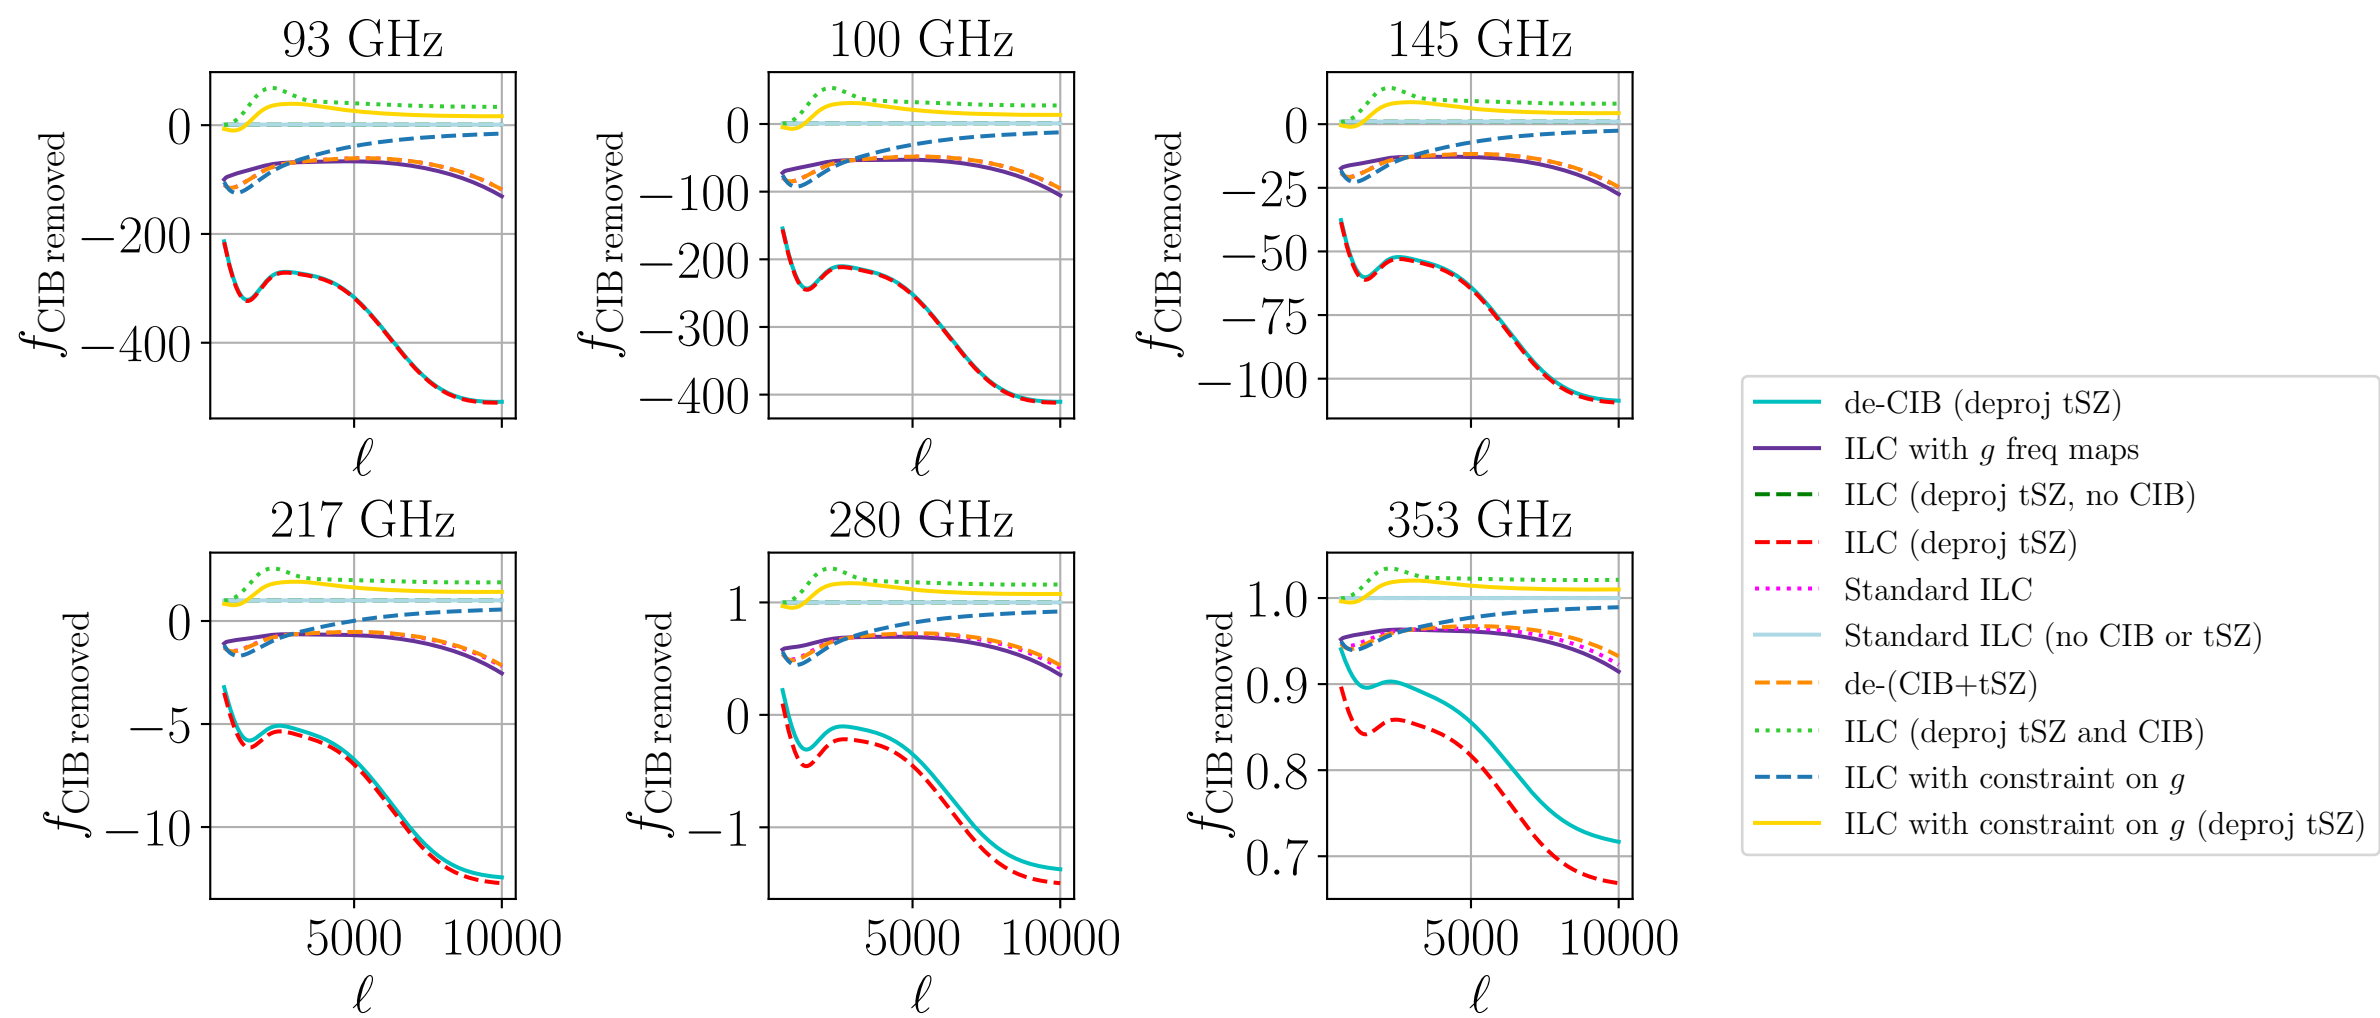 93 GHz
100 GHz
145 GHz
f_CIB removed
0
−200
−400
ℓ
f_CIB removed
0
−100
−200
−300
−400
ℓ
f_CIB removed
0
−25
−50
−75
−100
ℓ
217 GHz
280 GHz
353 GHz
f_CIB removed
0
−5
−10
5000 10000
ℓ
f_CIB removed
1
0
−1
5000 10000
ℓ
f_CIB removed
1.0
0.9
0.8
0.7
5000 10000
ℓ
de-CIB (deproj tSZ)
ILC with g freq maps
ILC (deproj tSZ, no CIB)
ILC (deproj tSZ)
Standard ILC
Standard ILC (no CIB or tSZ)
de-(CIB+tSZ)
ILC (deproj tSZ and CIB)
ILC with constraint on g
ILC with constraint on g (deproj tSZ)